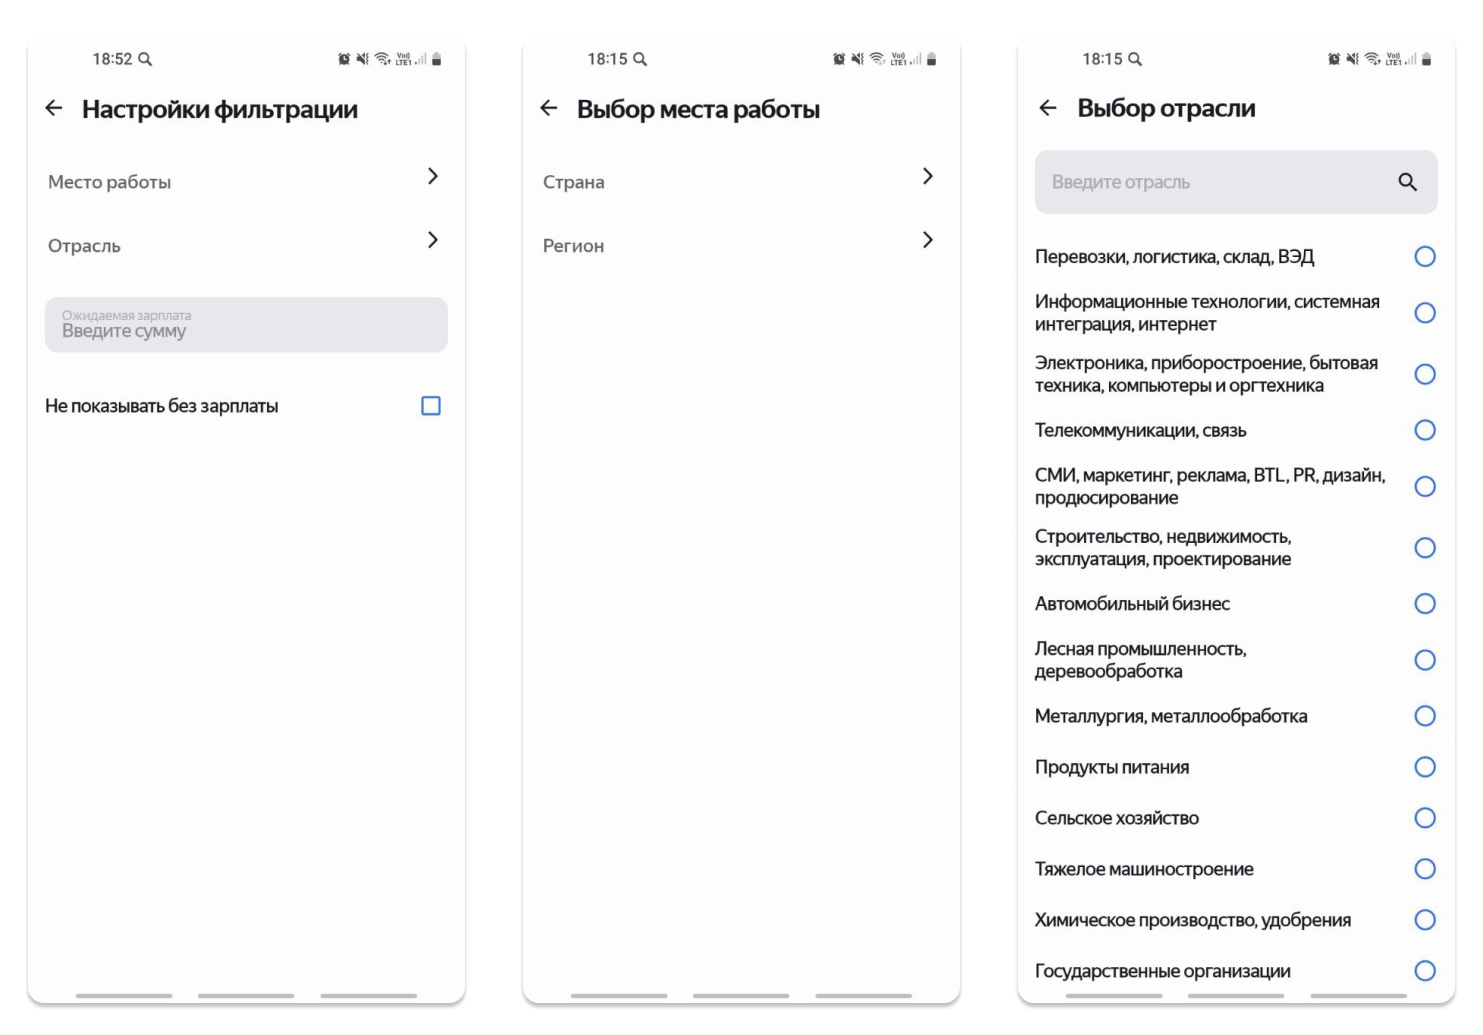 18:52
Настройки фильтрации
Место работы
Отрасль
Ожидаемая зарплата
Введите сумму
Не показывать без зарплаты
18:15
Выбор места работы
Страна
Регион
18:15
Выбор отрасли
Введите отрасль
Перевозки, логистика, склад, ВЭД
Информационные технологии, системная
интеграция, интернет
Электроника, приборостроение, бытовая
техника, компьютеры и оргтехника
Телекоммуникации, связь
СМИ, маркетинг, реклама, BTL, PR, дизайн,
продюсирование
Строительство, недвижимость,
эксплуатация, проектирование
Автомобильный бизнес
Лесная промышленность,
деревообработка
Металлургия, металлообработка
Продукты питания
Сельское хозяйство
Тяжелое машиностроение
Химическое производство, удобрения
Государственные организации